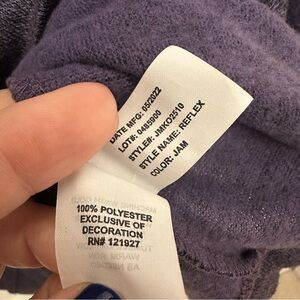 DATE MFG: 05/2022
LOT#: 0485900
STYLE#: JMKO2510
STYLE NAME: REFLEX
COLOR: JAM
100% POLYESTER
EXCLUSIVE OF
DECORATION
RN# 121927